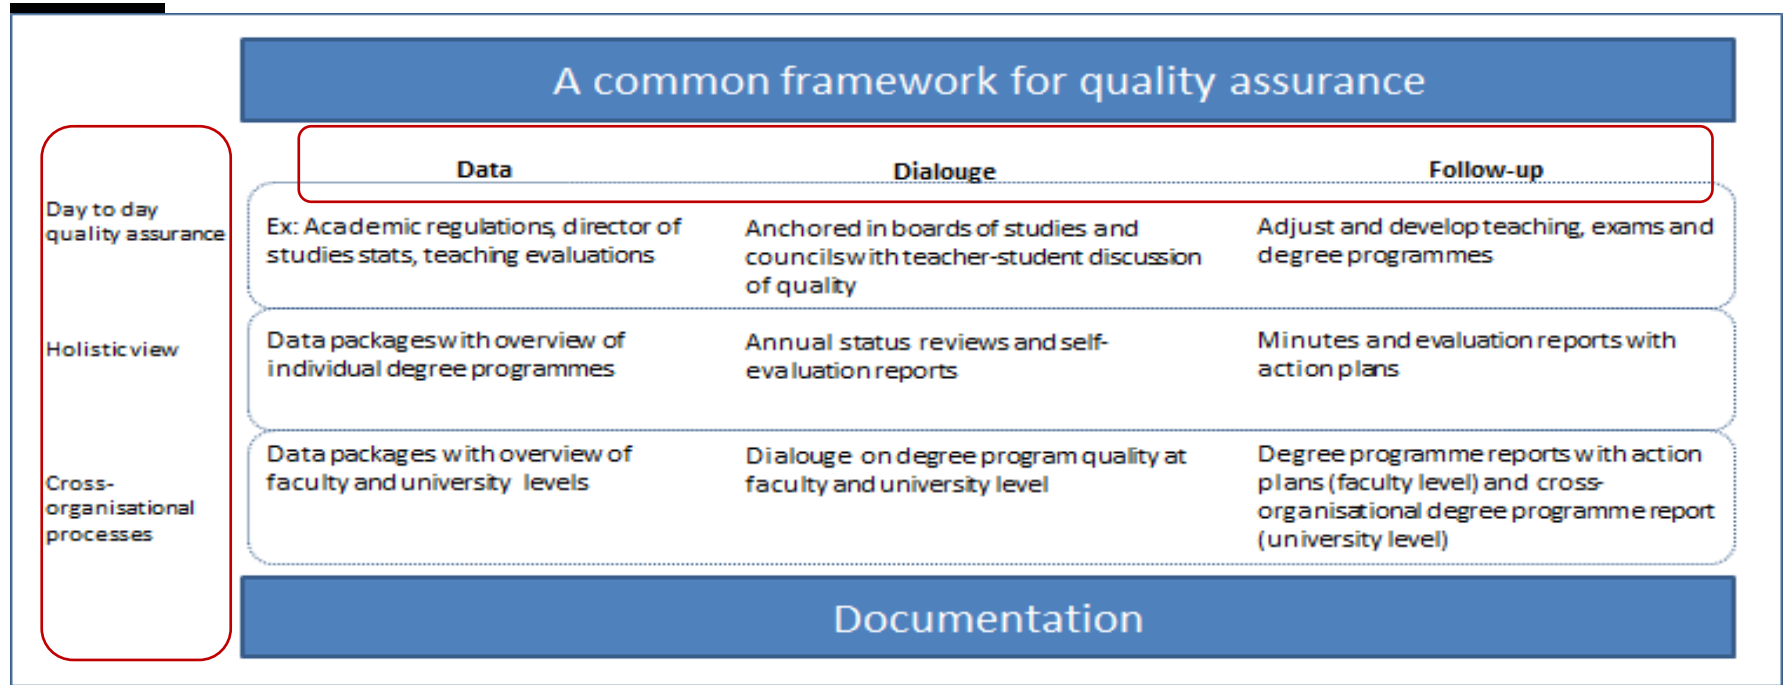 A common framework for quality assurance
Data
Dialouge
Follow-up
Day to day
quality assurance
Ex: Academic regulations, director of
studies stats, teaching evaluations
Anchored in boards of studies and
councils with teacher-student discussion
of quality
Adjust and develop teaching, exams and
degree programmes
Holistic view
Data packages with overview of
individual degree programmes
Annual status reviews and self-
evaluation reports
Minutes and evaluation reports with
action plans
Cross-
organisational
processes
Data packages with overview of
faculty and university levels
Dialouge on degree program quality at
faculty and university level
Degree programme reports with action
plans (faculty level) and cross-
organisational degree programme report
(university level)
Documentation